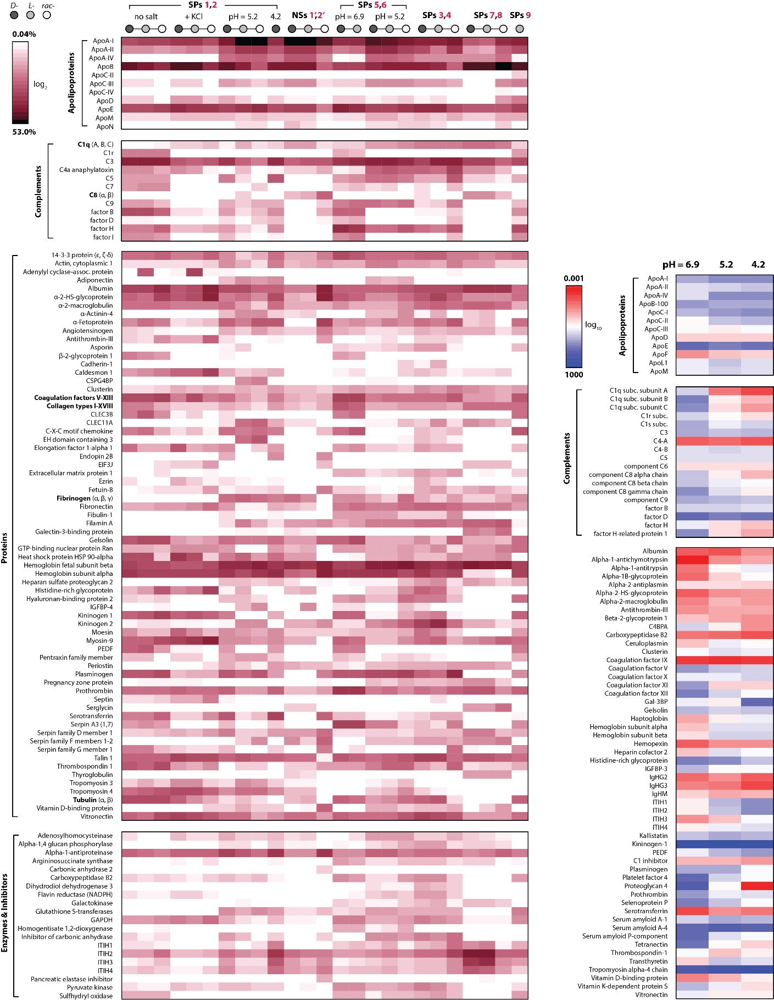 D- L- rac-
SPs 1,2
no salt + KCl pH = 5.2 4.2
NSs 1′,2′
SPs 5,6
pH = 6.9 pH = 5.2
SPs 3,4
SPs 7,8
SPs 9
0.04%
log2
53.0%
Apolipoproteins
ApoA-I
ApoA-II
ApoA-IV
ApoB
ApoC-II
ApoC-III
ApoC-IV
ApoD
ApoE
ApoM
ApoN
Complements
C1q (A, B, C)
C1r
C3
C4a anaphylatoxin
C5
C7
C8 (α, β)
C9
factor B
factor D
factor H
factor I
Proteins
14-3-3 protein (ε, ζ-δ)
Actin, cytoplasmic 1
Adenylyl cyclase-assoc. protein
Adiponectin
Albumin
α-2-HS-glycoprotein
α-2-macroglobulin
α-Actinin-4
α-Fetoprotein
Angiotensinogen
Antithrombin-III
Asporin
β-2-glycoprotein 1
Cadherin-1
Caldesmon 1
CSPG4BP
Clusterin
Coagulation factors V-XIII
Collagen types I-XVIII
CLEC3B
CLEC11A
C-X-C motif chemokine
EH domain containing 3
Elongation factor 1-alpha 1
Endopin 2B
EIF3J
Extracellular matrix protein 1
Ezrin
Fetuin-B
Fibrinogen (α, β, γ)
Fibronectin
Fibulin-1
Filamin A
Galectin-3-binding protein
Gelsolin
GTP-binding nuclear protein Ran
Heat shock protein HSP 90-alpha
Hemoglobin fetal subunit beta
Hemoglobin subunit alpha
Heparan sulfate proteoglycan 2
Histidine-rich glycoprotein
Hyaluronan-binding protein 2
IGFBP-4
Kininogen 1
Kininogen 2
Moesin
Myosin-9
PEDF
Pentraxin family member
Periostin
Plasminogen
Pregnancy zone protein
Prothrombin
Septin
Serglycin
Serotransferrin
Serpin A3 (1,7)
Serpin family D member 1
Serpin family F members 1-2
Serpin family G member 1
Talin 1
Thrombospondin 1
Thyroglobulin
Tropomyosin 3
Tropomyosin 4
Tubulin (α, β)
Vitamin D-binding protein
Vitronectin
Enzymes & Inhibitors
Adenosylhomocysteinase
Alpha-1,4 glucan phosphorylase
Alpha-1-antiproteinase
Argininosuccinate synthase
Carbonic anhydrase 2
Carboxypeptidase B2
Dihydrodiol dehydrogenase 3
Flavin reductase (NADPH)
Galactokinase
Glutathione S-transferases
GAPDH
Homogentisate 1,2-dioxygenase
Inhibitor of carbonic anhydrase
ITIH1
ITIH2
ITIH3
ITIH4
Pancreatic elastase inhibitor
Pyruvate kinase
Sulfhydryl oxidase
pH = 6.9 5.2 4.2
0.001
log10
1000
Apolipoproteins
ApoA-I
ApoA-II
ApoA-IV
ApoB-100
ApoC-I
ApoC-II
ApoC-III
ApoD
ApoE
ApoF
ApoL1
ApoM
Complements
C1q subc. subunit A
C1q subc. subunit B
C1q subc. subunit C
C1r subc.
C1s subc.
C3
C4-A
C4-B
C5
component C6
component C8 alpha chain
component C8 beta chain
component C8 gamma chain
component C9
factor B
factor D
factor H
factor H-related protein 1
Albumin
Alpha-1-antichymotrypsin
Alpha-1-antitrypsin
Alpha-1B-glycoprotein
Alpha-2-antiplasmin
Alpha-2-HS-glycoprotein
Alpha-2-macroglobulin
Antithrombin-III
Beta-2-glycoprotein 1
C4BPA
Carboxypeptidase B2
Ceruloplasmin
Clusterin
Coagulation factor IX
Coagulation factor V
Coagulation factor X
Coagulation factor XI
Coagulation factor XII
Gal-3BP
Gelsolin
Haptoglobin
Hemoglobin subunit alpha
Hemoglobin subunit beta
Hemopexin
Heparin cofactor 2
Histidine-rich glycoprotein
IGFBP-3
IgHG2
IgHG3
IgHM
ITIH1
ITIH2
ITIH3
ITIH4
Kallistatin
Kininogen-1
PEDF
C1 inhibitor
Plasminogen
Platelet factor 4
Proteoglycan 4
Prothrombin
Selenoprotein P
Serotransferrin
Serum amyloid A-1
Serum amyloid A-4
Serum amyloid P-component
Tetranectin
Thrombospondin-1
Transthyretin
Tropomyosin alpha-4 chain
Vitamin D-binding protein
Vitamin K-dependent protein S
Vitronectin